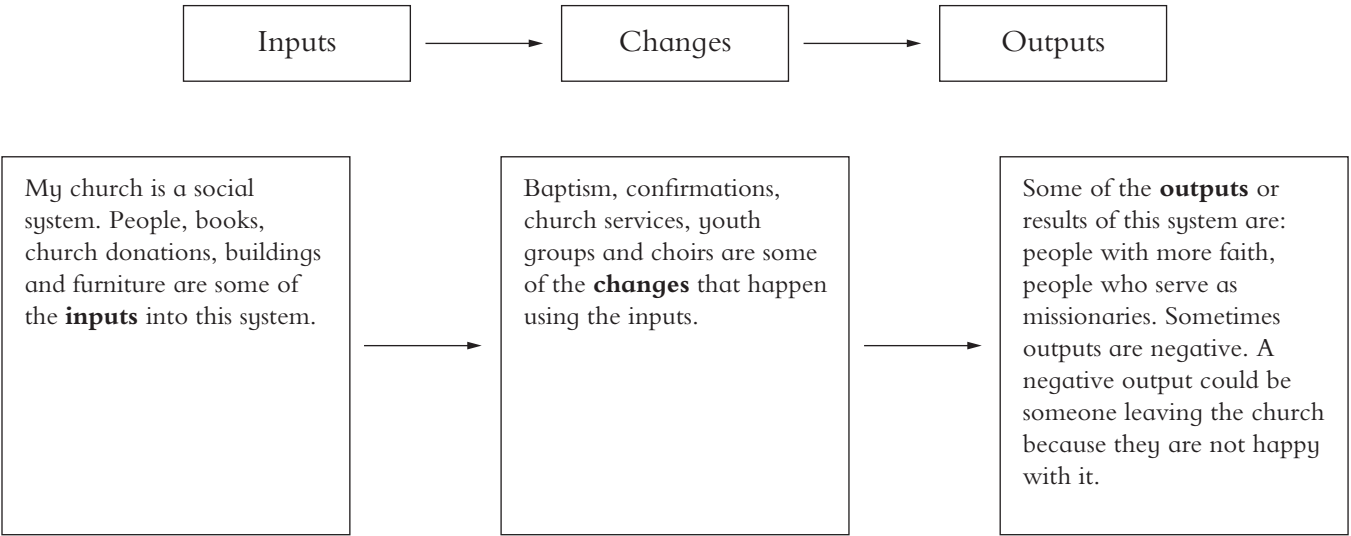 Inputs
Changes
Outputs
My church is a social
system. People, books,
church donations, buildings
and furniture are some of
the inputs into this system.
Baptism, confirmations,
church services, youth
groups and choirs are some
of the changes that happen
using the inputs.
Some of the outputs or
results of this system are:
people with more faith,
people who serve as
missionaries. Sometimes
outputs are negative. A
negative output could be
someone leaving the church
because they are not happy
with it.